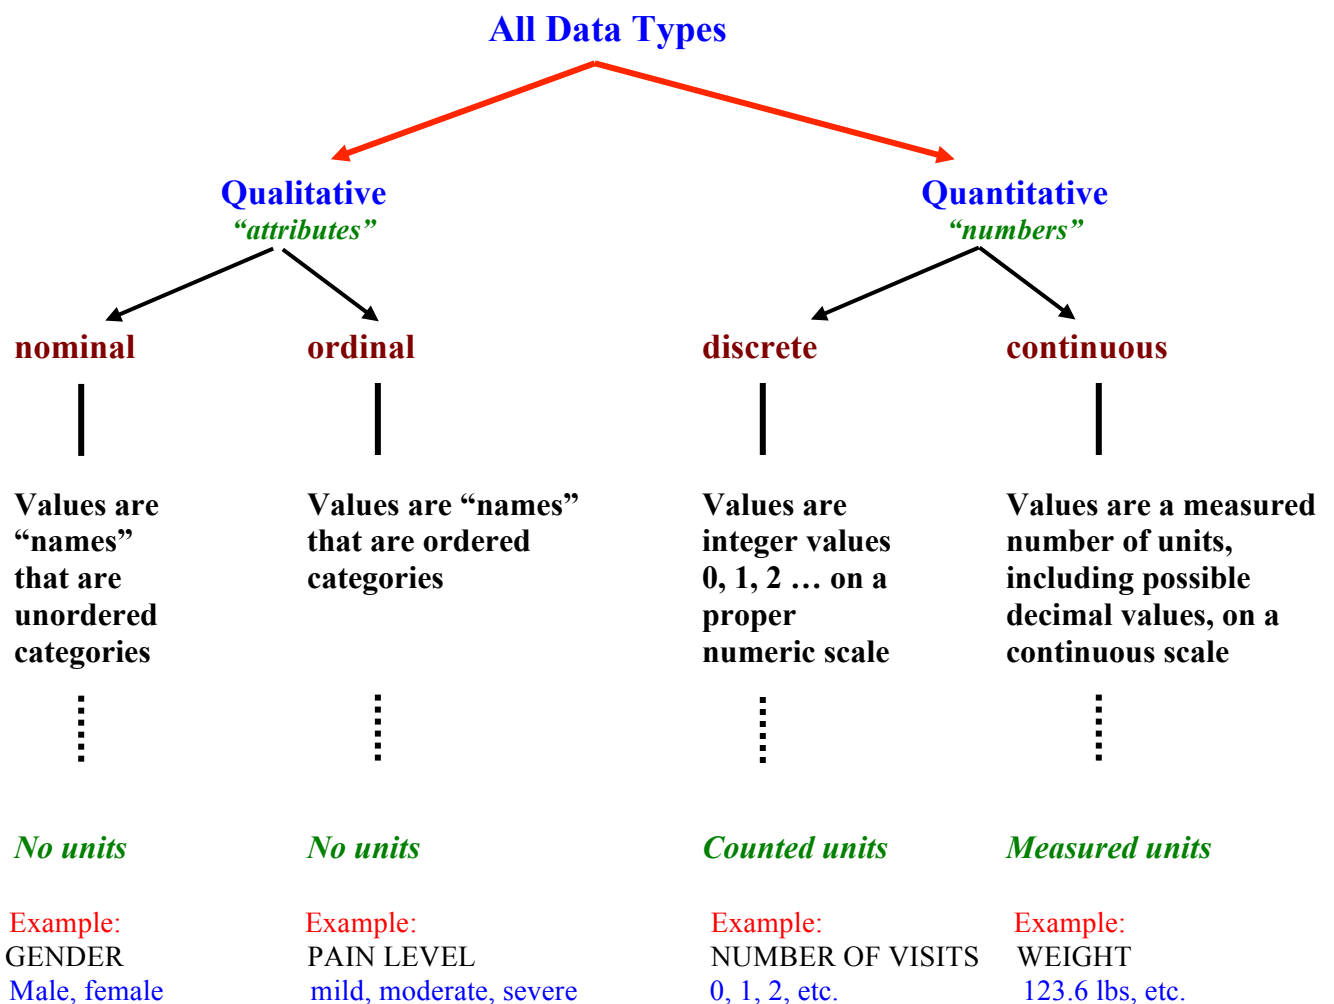 All Data Types
Qualitative
“attributes”
Quantitative
“numbers”
nominal
ordinal
discrete
continuous
Values are
“names”
that are
unordered
categories
Values are “names”
that are ordered
categories
Values are
integer values
0, 1, 2 … on a
proper
numeric scale
Values are a measured
number of units,
including possible
decimal values, on a
continuous scale
No units
No units
Counted units
Measured units
Example:
GENDER
Male, female
Example:
PAIN LEVEL
mild, moderate, severe
Example:
NUMBER OF VISITS
0, 1, 2, etc.
Example:
WEIGHT
123.6 lbs, etc.